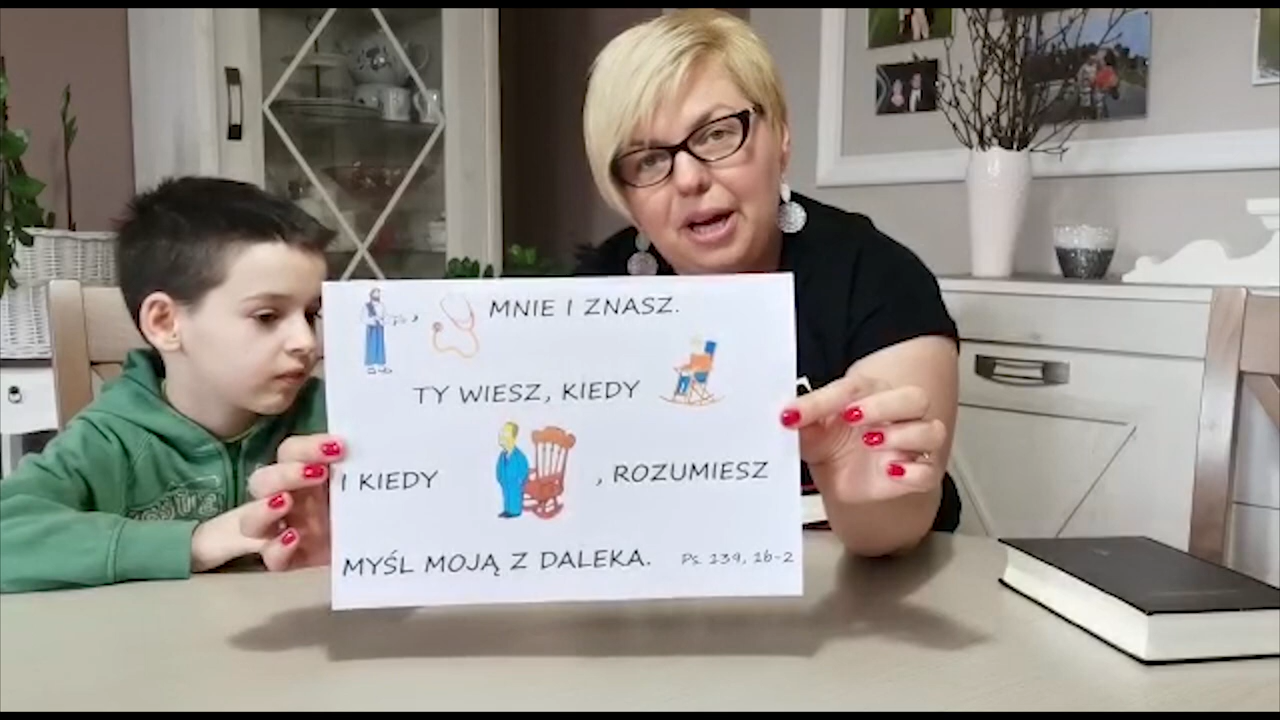 , MNIE I ZNASZ.
TY WIESZ, KIEDY
I KIEDY , ROZUMIESZ
MYŚL MOJĄ Z DALEKA. Ps 139, 1b-2